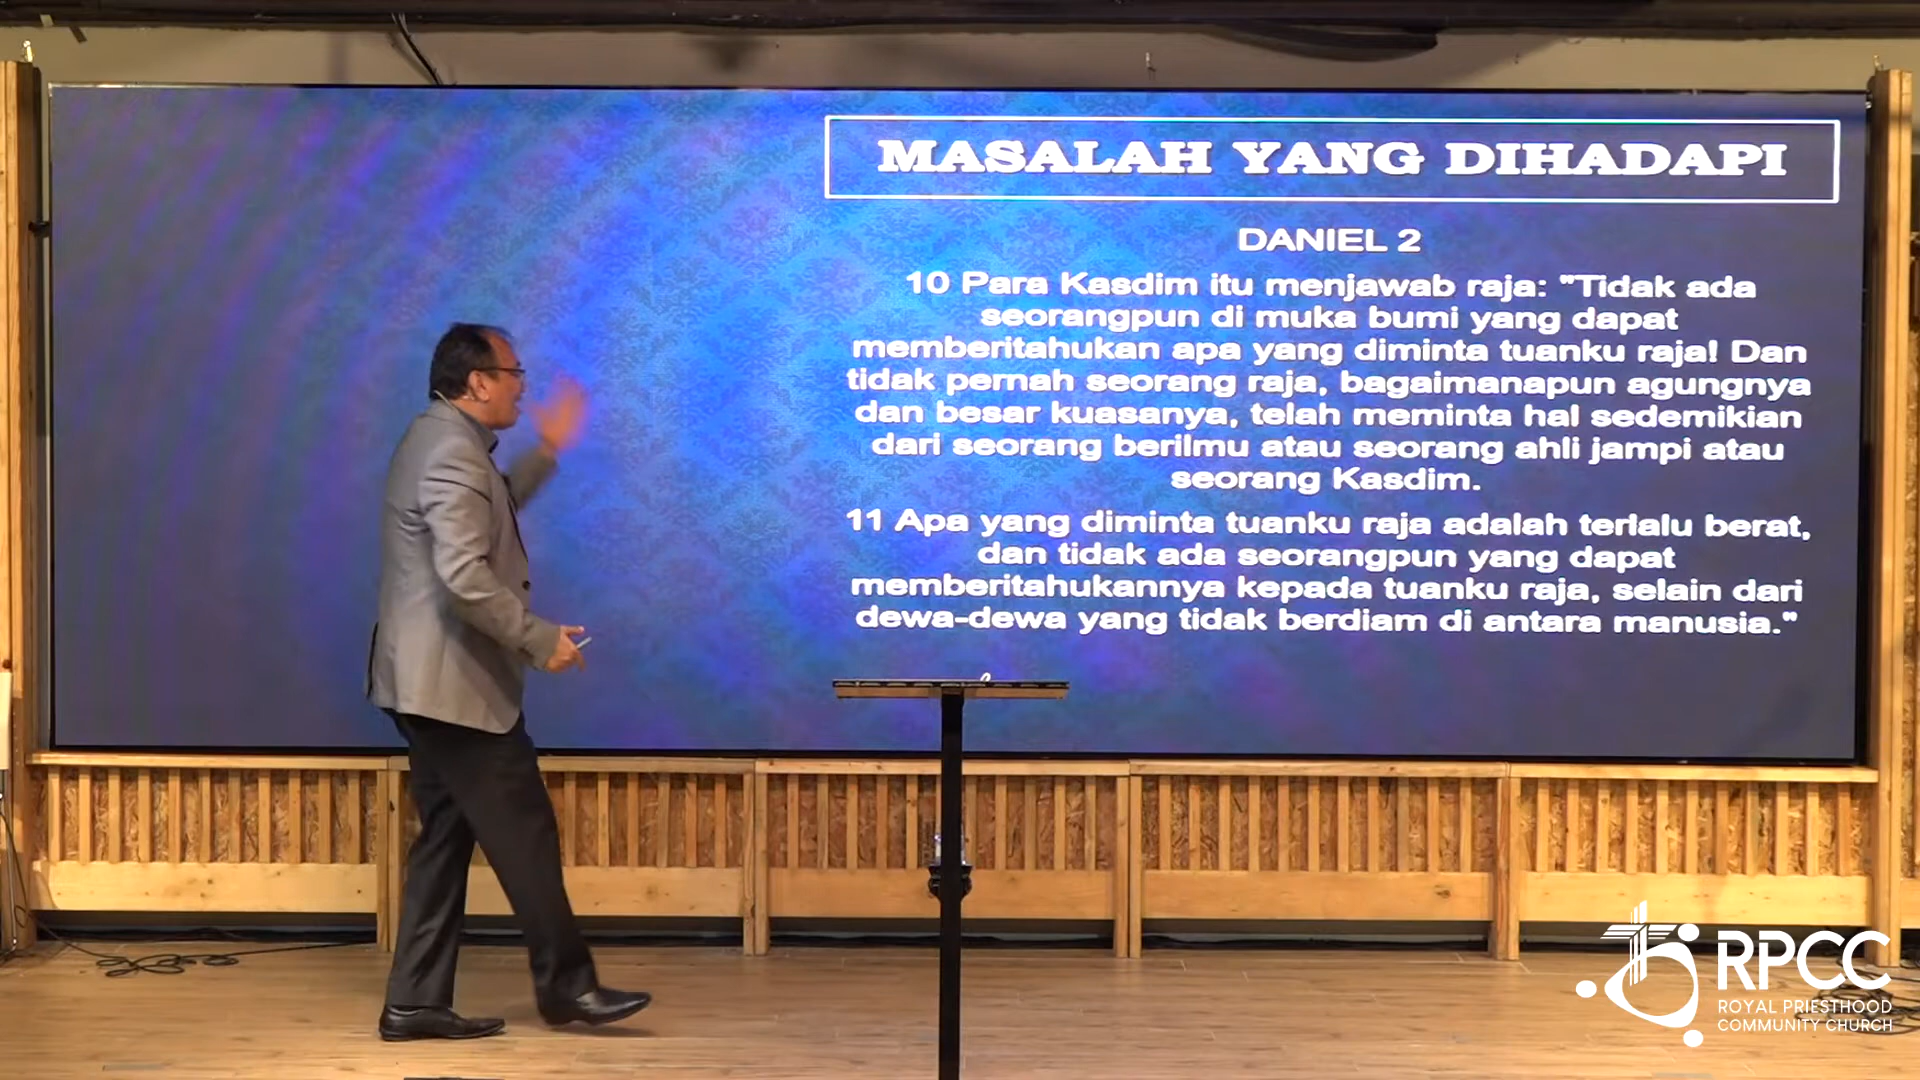 MASALAH YANG DIHADAPI
DANIEL 2
10 Para Kasdim itu menjawab raja: "Tidak ada
seorangpun di muka bumi yang dapat
memberitahukan apa yang diminta tuanku raja! Dan
tidak pernah seorang raja, bagaimanapun agungnya
dan besar kuasanya, telah meminta hal sedemikian
dari seorang berilmu atau seorang ahli jampi atau
seorang Kasdim.
11 Apa yang diminta tuanku raja adalah terlalu berat,
dan tidak ada seorangpun yang dapat
memberitahukannya kepada tuanku raja, selain dari
dewa-dewa yang tidak berdiam di antara manusia."
RPCC
ROYAL PRIESTHOOD
COMMUNITY CHURCH